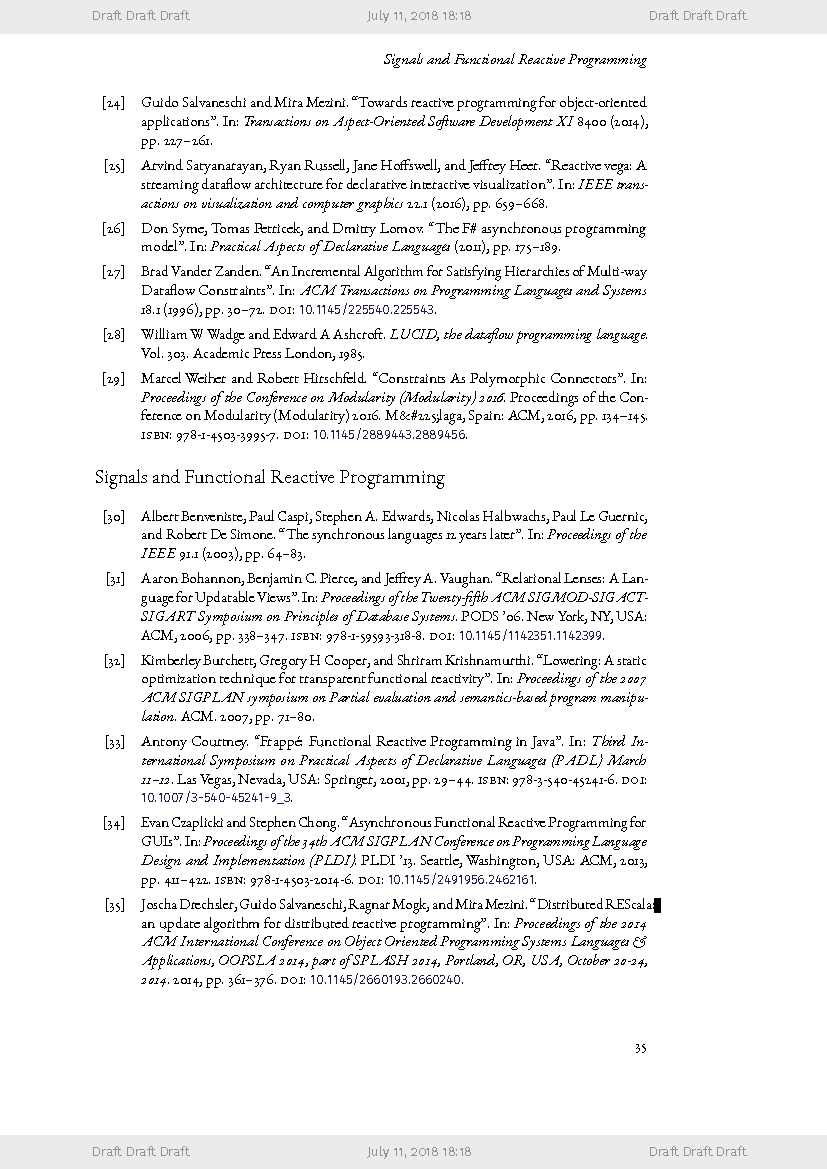 Draft Draft Draft July 11, 2018 18:18 Draft Draft Draft
Signals and Functional Reactive Programming
[24] Guido Salvaneschi and Mira Mezini. “Towards reactive programming for object-oriented
applications”. In: Transactions on Aspect-Oriented Software Development XI 8400 (2014),
pp. 227–261.
[25] Arvind Satyanarayan, Ryan Russell, Jane Hoffswell, and Jeffrey Heer. “Reactive vega: A
streaming dataflow architecture for declarative interactive visualization”. In: IEEE trans-
actions on visualization and computer graphics 22.1 (2016), pp. 659–668.
[26] Don Syme, Tomas Petricek, and Dmitry Lomov. “The F# asynchronous programming
model”. In: Practical Aspects of Declarative Languages (2011), pp. 175–189.
[27] Brad Vander Zanden. “An Incremental Algorithm for Satisfying Hierarchies of Multi-way
Dataflow Constraints”. In: ACM Transactions on Programming Languages and Systems
18.1 (1996), pp. 30–72. DOI: 10.1145/225540.225543.
[28] William W Wadge and Edward A Ashcroft. LUCID, the dataflow programming language.
Vol. 303. Academic Press London, 1985.
[29] Marcel Weiher and Robert Hirschfeld. “Constraints As Polymorphic Connectors”. In:
Proceedings of the Conference on Modularity (Modularity) 2016. Proceedings of the Con-
ference on Modularity (Modularity) 2016. M&#225;laga, Spain: ACM, 2016, pp. 134–145.
ISBN: 978-1-4503-3995-7. DOI: 10.1145/2889443.2889456.
Signals and Functional Reactive Programming
[30] Albert Benveniste, Paul Caspi, Stephen A. Edwards, Nicolas Halbwachs, Paul Le Guernic,
and Robert De Simone. “The synchronous languages 12 years later”. In: Proceedings of the
IEEE 91.1 (2003), pp. 64–83.
[31] Aaron Bohannon, Benjamin C. Pierce, and Jeffrey A. Vaughan. “Relational Lenses: A Lan-
guage for Updatable Views”. In: Proceedings of the Twenty-fifth ACM SIGMOD-SIGACT-
SIGART Symposium on Principles of Database Systems. PODS ’06. New York, NY, USA:
ACM, 2006, pp. 338–347. ISBN: 978-1-59593-318-8. DOI: 10.1145/1142351.1142399.
[32] Kimberley Burchett, Gregory H Cooper, and Shriram Krishnamurthi. “Lowering: A static
optimization technique for transparent functional reactivity”. In: Proceedings of the 2007
ACM SIGPLAN symposium on Partial evaluation and semantics-based program manipu-
lation. ACM. 2007, pp. 71–80.
[33] Antony Courtney. “Frappé: Functional Reactive Programming in Java”. In: Third In-
ternational Symposium on Practical Aspects of Declarative Languages (PADL) March
11–12. Las Vegas, Nevada, USA: Springer, 2001, pp. 29–44. ISBN: 978-3-540-45241-6. DOI:
10.1007/3-540-45241-9_3.
[34] Evan Czaplicki and Stephen Chong. “Asynchronous Functional Reactive Programming for
GUIs”. In: Proceedings of the 34th ACM SIGPLAN Conference on Programming Language
Design and Implementation (PLDI). PLDI ’13. Seattle, Washington, USA: ACM, 2013,
pp. 411–422. ISBN: 978-1-4503-2014-6. DOI: 10.1145/2491956.2462161.
[35] Joscha Drechsler, Guido Salvaneschi, Ragnar Mogk, and Mira Mezini. “Distributed REScala:
an update algorithm for distributed reactive programming”. In: Proceedings of the 2014
ACM International Conference on Object Oriented Programming Systems Languages &
Applications, OOPSLA 2014, part of SPLASH 2014, Portland, OR, USA, October 20-24,
2014. 2014, pp. 361–376. DOI: 10.1145/2660193.2660240.
35
Draft Draft Draft July 11, 2018 18:18 Draft Draft Draft